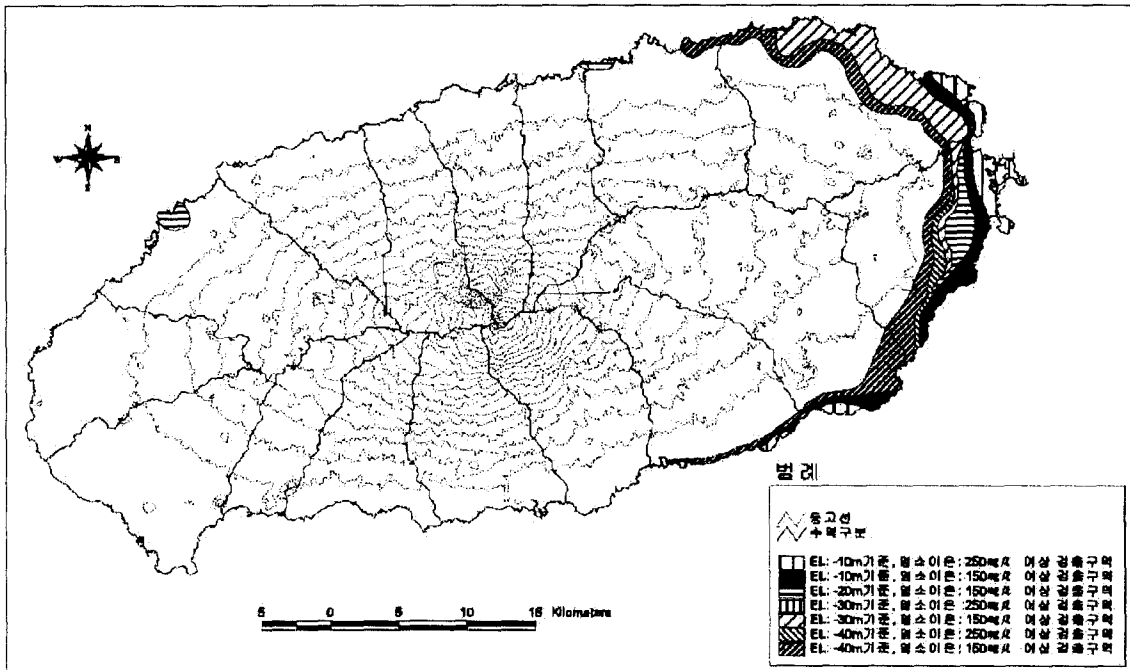 N
W E
S
범 례
등고선
수역구분
EL: -10m기준, 염소이온: 250mg/ℓ 이상 검출구역
EL: -10m기준, 염소이온: 150mg/ℓ 이상 검출구역
EL: -20m기준, 염소이온: 150mg/ℓ 이상 검출구역
EL: -30m기준, 염소이온: 250mg/ℓ 이상 검출구역
EL: -30m기준, 염소이온: 150mg/ℓ 이상 검출구역
EL: -40m기준, 염소이온: 250mg/ℓ 이상 검출구역
EL: -40m기준, 염소이온: 150mg/ℓ 이상 검출구역
5 0 5 10 15 Kilometers